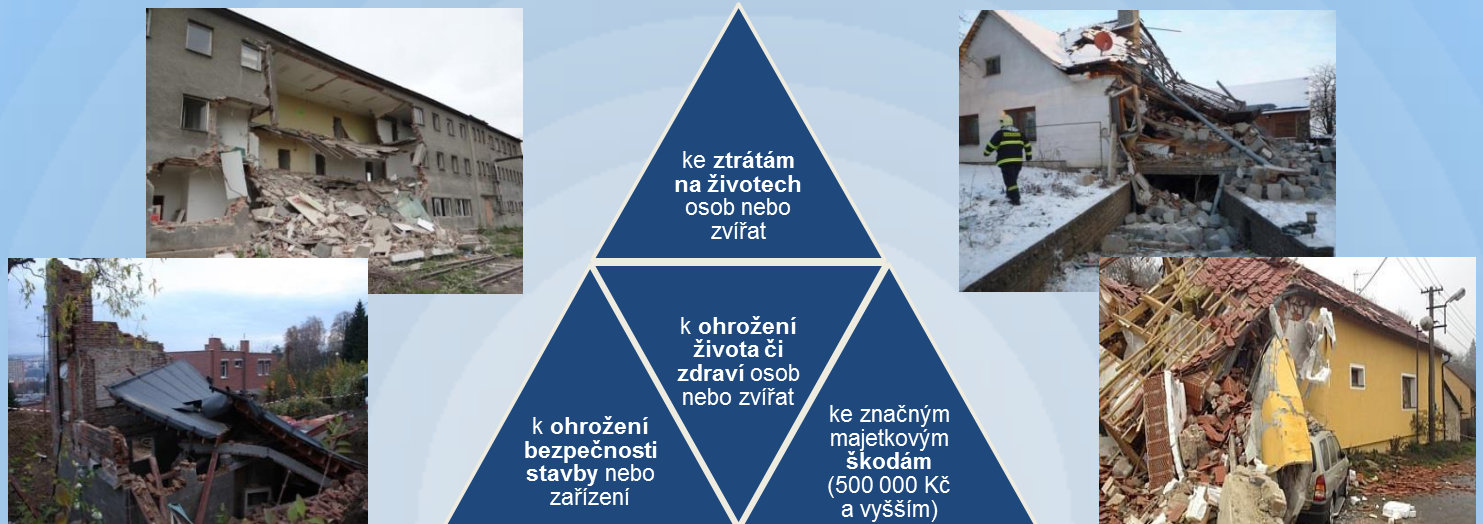 ke ztrátám
na životech
osob nebo
zvířat
k ohrožení
života či
zdraví osob
nebo zvířat
k ohrožení
bezpečnosti
stavby nebo
zařízení
ke značným
majetkovým
škodám
(500 000 Kč
a vyšším)